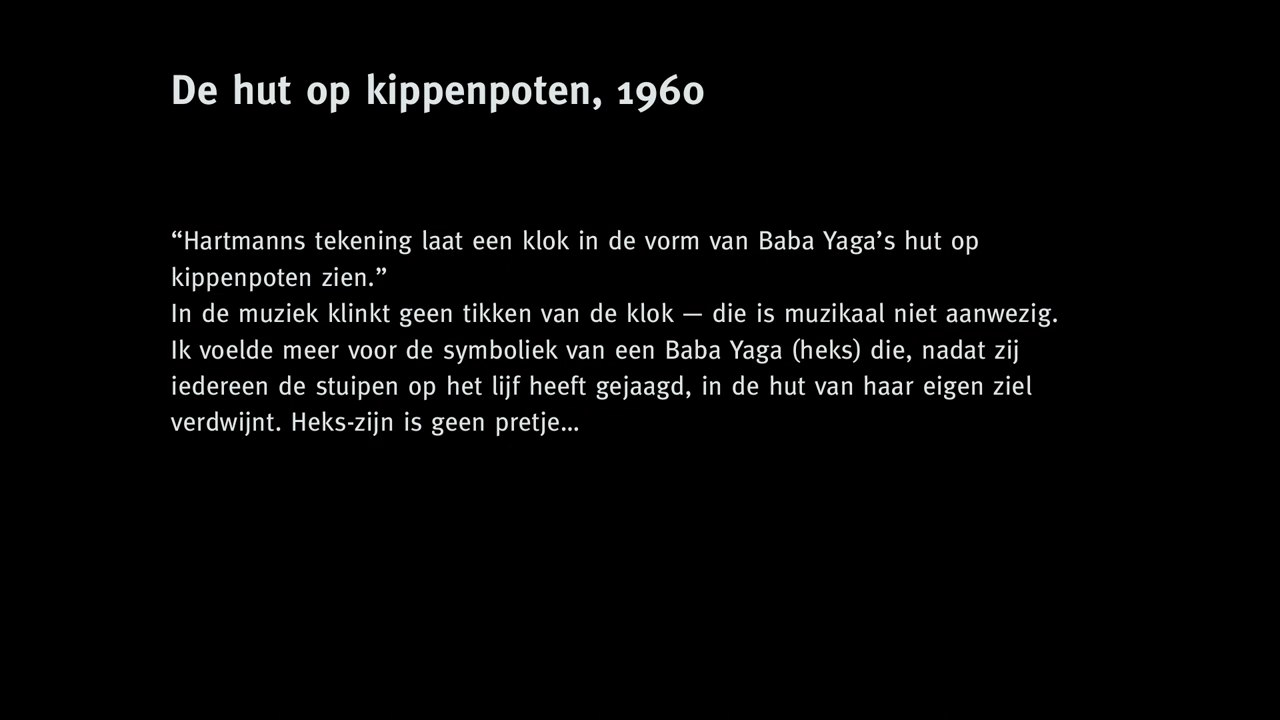 De hut op kippenpoten, 1960
“Hartmanns tekening laat een klok in de vorm van Baba Yaga’s hut op
kippenpoten zien.”
In de muziek klinkt geen tikken van de klok — die is muzikaal niet aanwezig.
Ik voelde meer voor de symboliek van een Baba Yaga (heks) die, nadat zij
iedereen de stuipen op het lijf heeft gejaagd, in de hut van haar eigen ziel
verdwijnt. Heks-zijn is geen pretje...